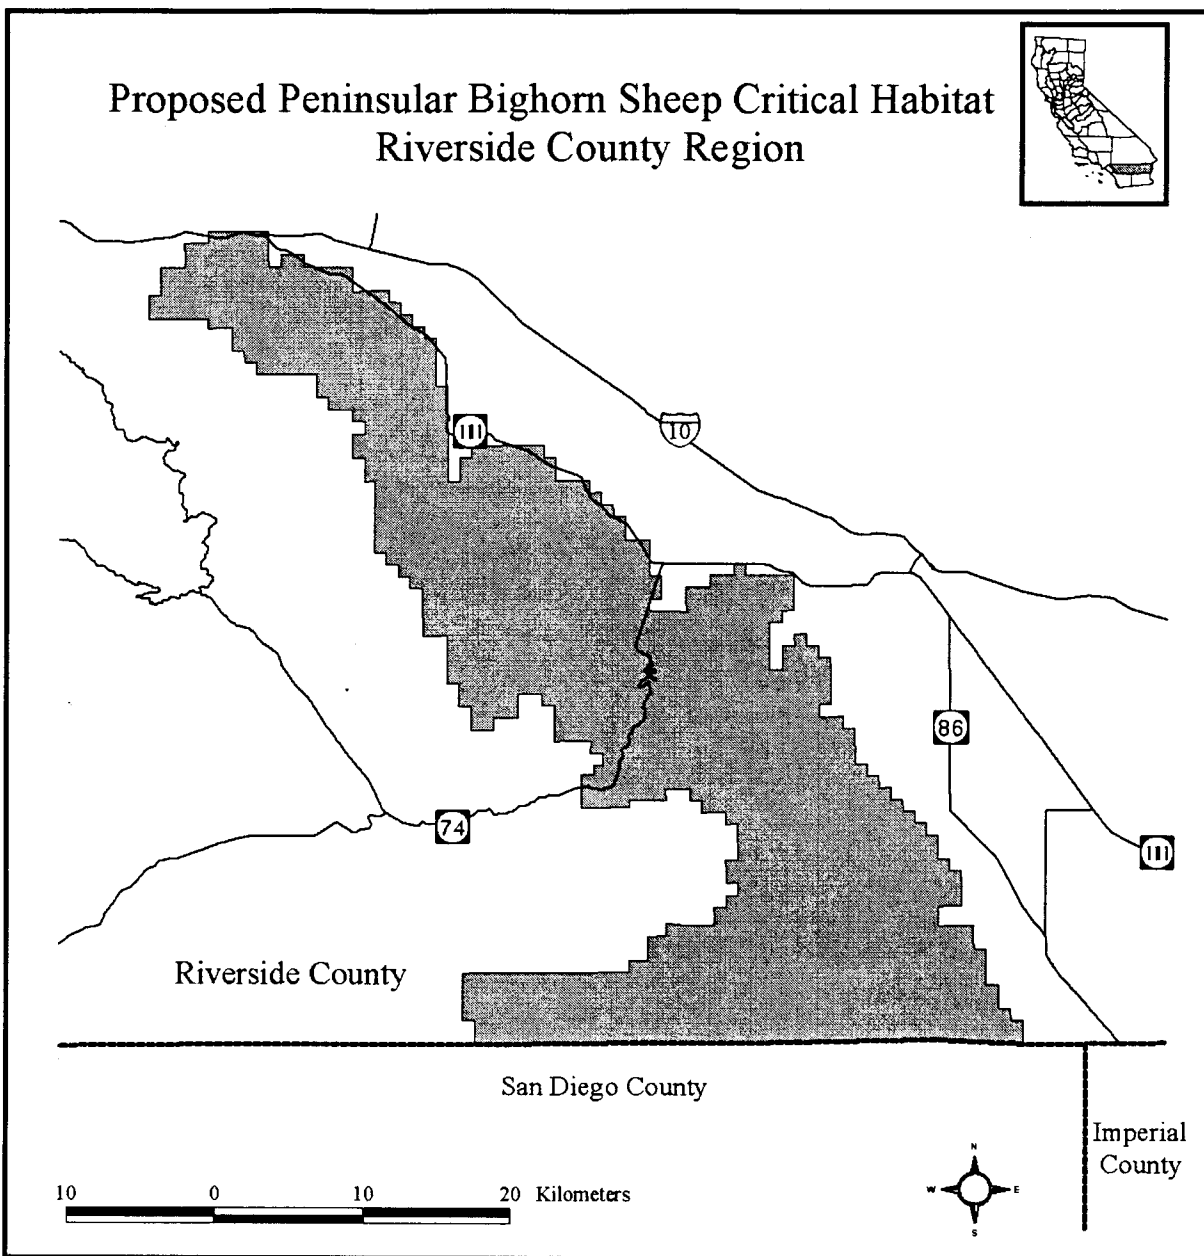 Proposed Peninsular Bighorn Sheep Critical Habitat
Riverside County Region
111
10
86
74
111
Riverside County
San Diego County
Imperial
County
N
W E
S
10 0 10 20 Kilometers